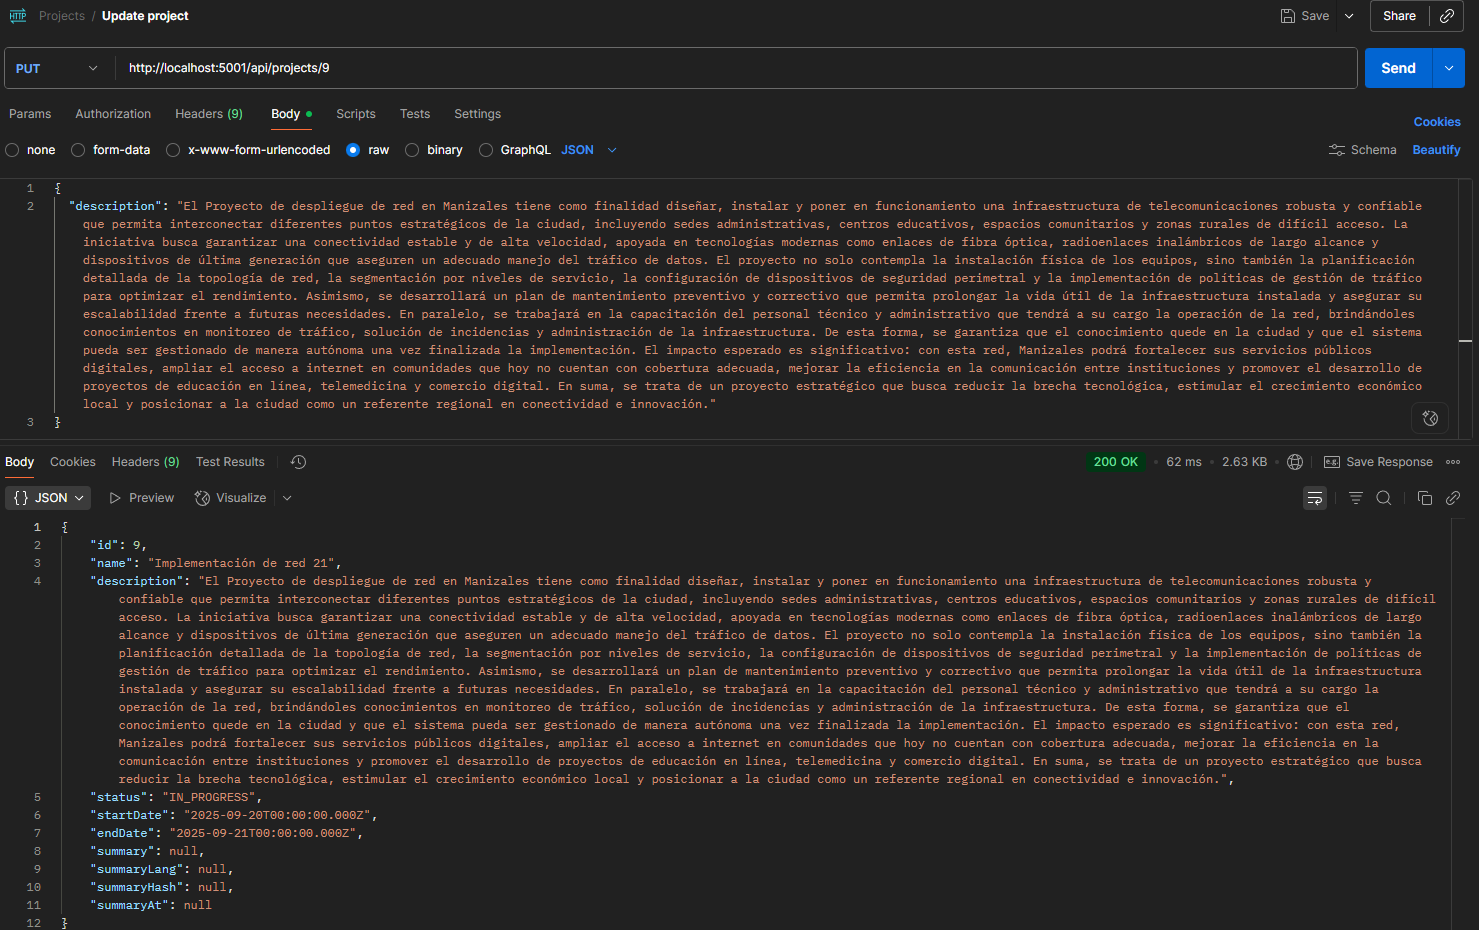 HTTP Projects / Update project Save Share
PUT http://localhost:5001/api/projects/9 Send
Params Authorization Headers (9) Body Scripts Tests Settings Cookies
none form-data x-www-form-urlencoded raw binary GraphQL JSON Schema Beautify
1 {
2 "description": "El Proyecto de despliegue de red en Manizales tiene como finalidad diseñar, instalar y poner en funcionamiento una infraestructura de telecomunicaciones robusta y confiable
que permita interconectar diferentes puntos estratégicos de la ciudad, incluyendo sedes administrativas, centros educativos, espacios comunitarios y zonas rurales de difícil acceso. La
iniciativa busca garantizar una conectividad estable y de alta velocidad, apoyada en tecnologías modernas como enlaces de fibra óptica, radioenlaces inalámbricos de largo alcance y
dispositivos de última generación que aseguren un adecuado manejo del tráfico de datos. El proyecto no solo contempla la instalación física de los equipos, sino también la planificación
detallada de la topología de red, la segmentación por niveles de servicio, la configuración de dispositivos de seguridad perimetral y la implementación de políticas de gestión de tráfico
para optimizar el rendimiento. Asimismo, se desarrollará un plan de mantenimiento preventivo y correctivo que permita prolongar la vida útil de la infraestructura instalada y asegurar su
escalabilidad frente a futuras necesidades. En paralelo, se trabajará en la capacitación del personal técnico y administrativo que tendrá a su cargo la operación de la red, brindándoles
conocimientos en monitoreo de tráfico, solución de incidencias y administración de la infraestructura. De esta forma, se garantiza que el conocimiento quede en la ciudad y que el sistema
pueda ser gestionado de manera autónoma una vez finalizada la implementación. El impacto esperado es significativo: con esta red, Manizales podrá fortalecer sus servicios públicos
digitales, ampliar el acceso a internet en comunidades que hoy no cuentan con cobertura adecuada, mejorar la eficiencia en la comunicación entre instituciones y promover el desarrollo de
proyectos de educación en línea, telemedicina y comercio digital. En suma, se trata de un proyecto estratégico que busca reducir la brecha tecnológica, estimular el crecimiento económico
local y posicionar a la ciudad como un referente regional en conectividad e innovación."
3 }
Body Cookies Headers (9) Test Results 200 OK • 62 ms • 2.63 KB • e.g. Save Response
{} JSON Preview Visualize
1 {
2 "id": 9,
3 "name": "Implementación de red 21",
4 "description": "El Proyecto de despliegue de red en Manizales tiene como finalidad diseñar, instalar y poner en funcionamiento una infraestructura de telecomunicaciones robusta y
confiable que permita interconectar diferentes puntos estratégicos de la ciudad, incluyendo sedes administrativas, centros educativos, espacios comunitarios y zonas rurales de difícil
acceso. La iniciativa busca garantizar una conectividad estable y de alta velocidad, apoyada en tecnologías modernas como enlaces de fibra óptica, radioenlaces inalámbricos de largo
alcance y dispositivos de última generación que aseguren un adecuado manejo del tráfico de datos. El proyecto no solo contempla la instalación física de los equipos, sino también la
planificación detallada de la topología de red, la segmentación por niveles de servicio, la configuración de dispositivos de seguridad perimetral y la implementación de políticas de
gestión de tráfico para optimizar el rendimiento. Asimismo, se desarrollará un plan de mantenimiento preventivo y correctivo que permita prolongar la vida útil de la infraestructura
instalada y asegurar su escalabilidad frente a futuras necesidades. En paralelo, se trabajará en la capacitación del personal técnico y administrativo que tendrá a su cargo la
operación de la red, brindándoles conocimientos en monitoreo de tráfico, solución de incidencias y administración de la infraestructura. De esta forma, se garantiza que el
conocimiento quede en la ciudad y que el sistema pueda ser gestionado de manera autónoma una vez finalizada la implementación. El impacto esperado es significativo: con esta red,
Manizales podrá fortalecer sus servicios públicos digitales, ampliar el acceso a internet en comunidades que hoy no cuentan con cobertura adecuada, mejorar la eficiencia en la
comunicación entre instituciones y promover el desarrollo de proyectos de educación en línea, telemedicina y comercio digital. En suma, se trata de un proyecto estratégico que busca
reducir la brecha tecnológica, estimular el crecimiento económico local y posicionar a la ciudad como un referente regional en conectividad e innovación.",
5 "status": "IN_PROGRESS",
6 "startDate": "2025-09-20T00:00:00.000Z",
7 "endDate": "2025-09-21T00:00:00.000Z",
8 "summary": null,
9 "summaryLang": null,
10 "summaryHash": null,
11 "summaryAt": null
12 }